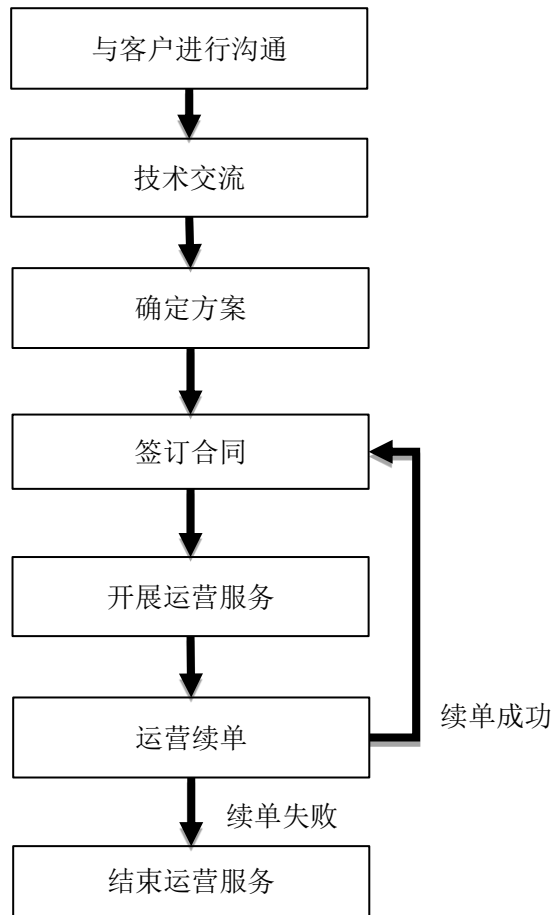 与客户进行沟通
技术交流
确定方案
签订合同
开展运营服务
运营续单
续单成功
续单失败
结束运营服务